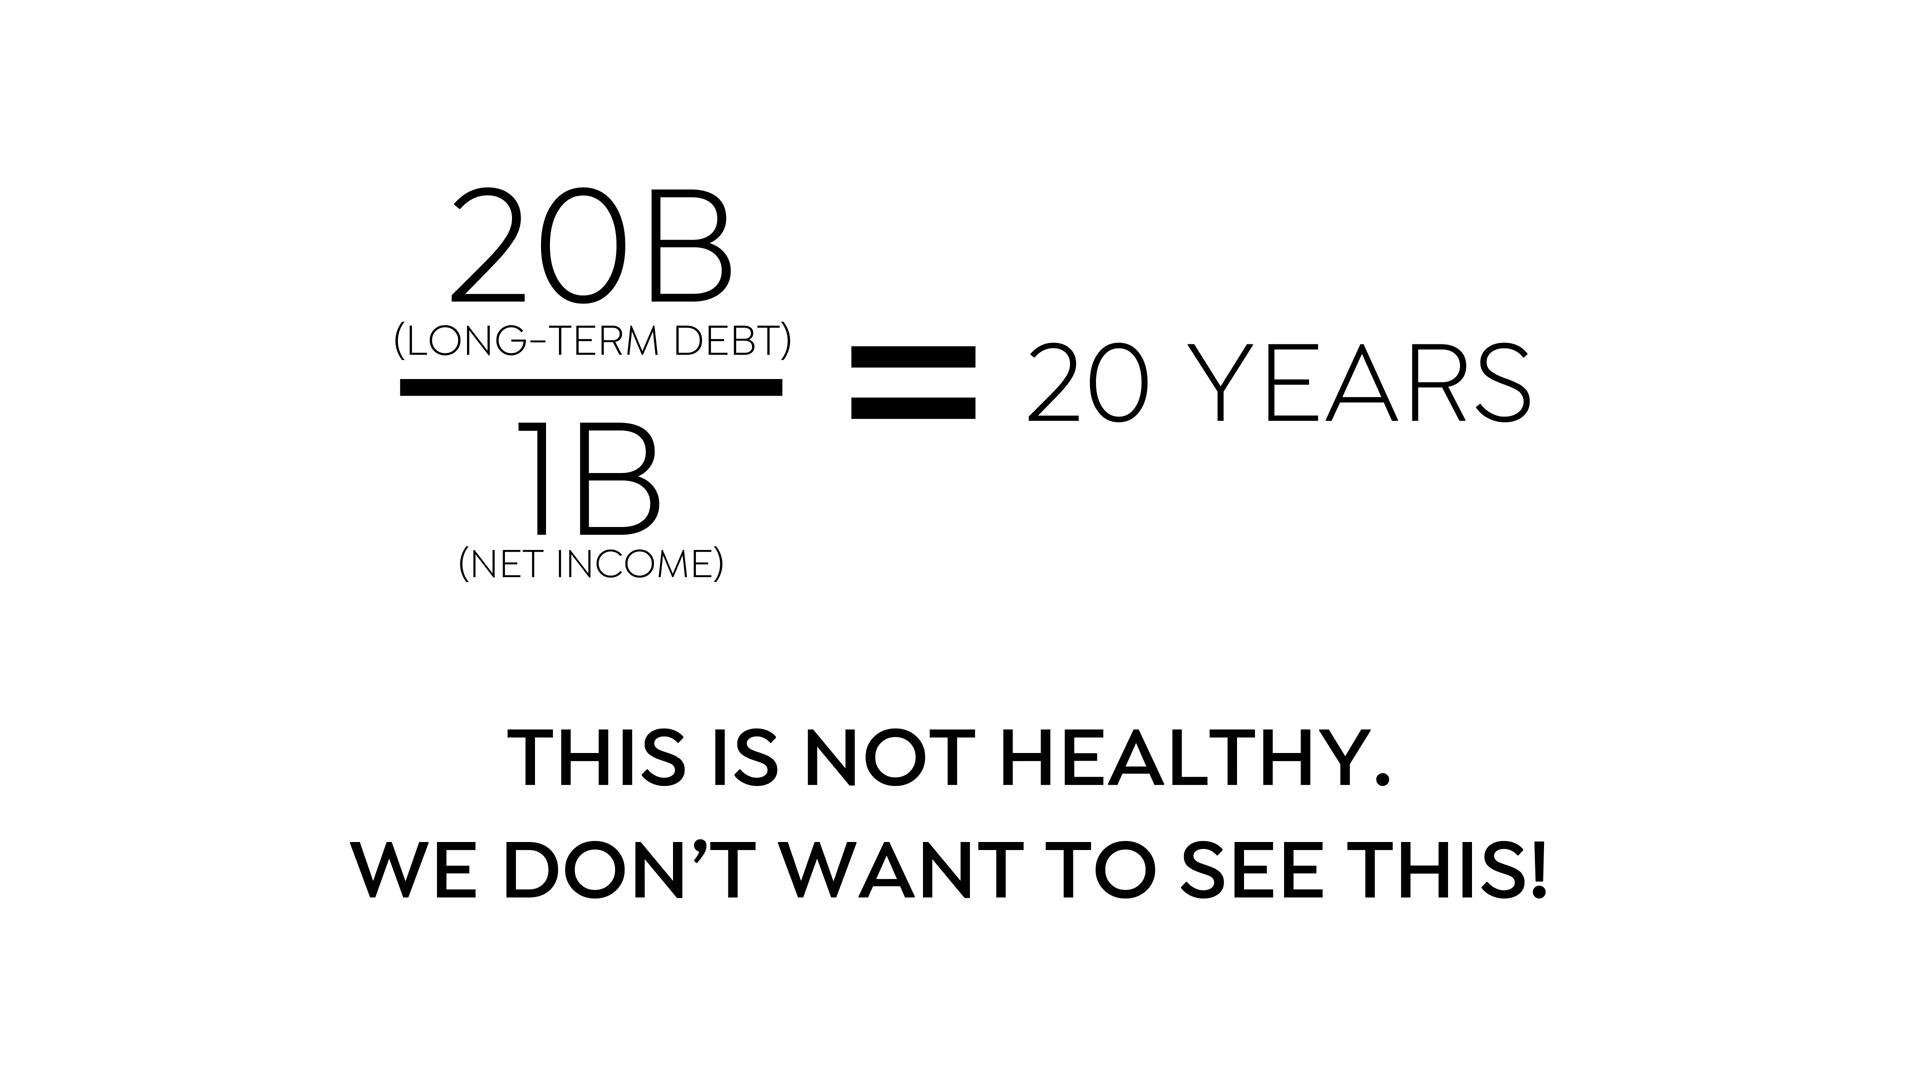 20B
(LONG-TERM DEBT)
= 20 YEARS
1B
(NET INCOME)
THIS IS NOT HEALTHY.
WE DON’T WANT TO SEE THIS!